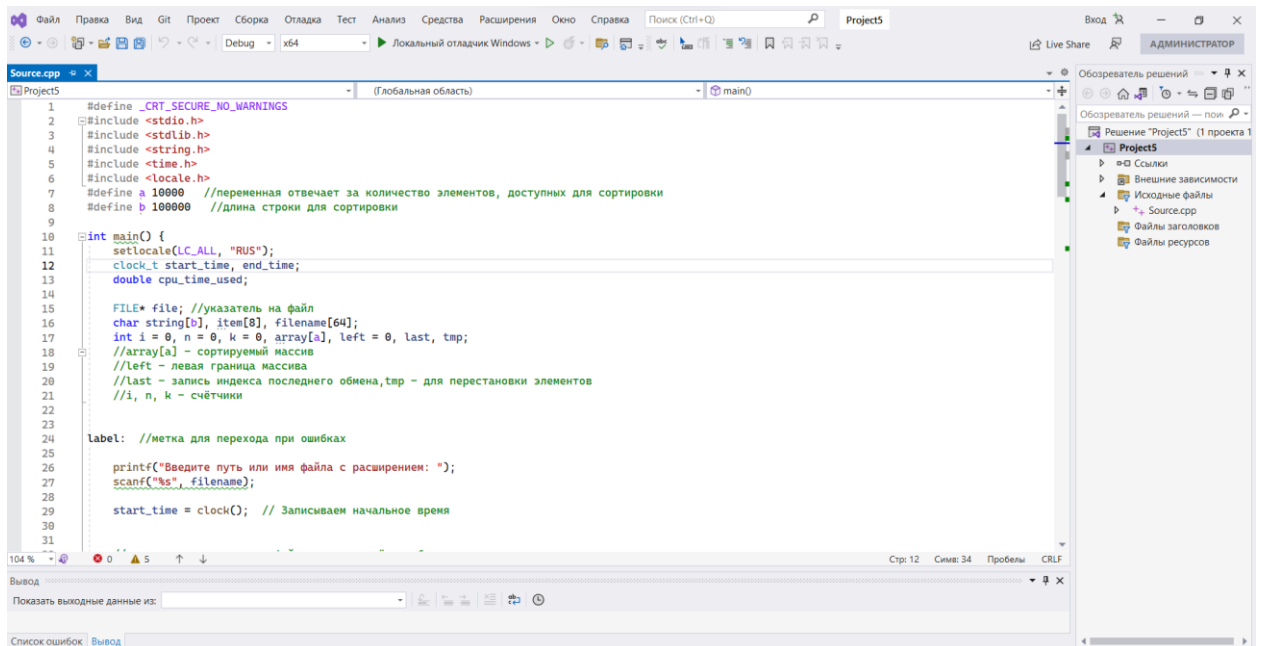 Файл Правка Вид Git Проект Сборка Отладка Тест Анализ Средства Расширения Окно Справка Поиск (Ctrl+Q) Project5 Вход
Debug x64 Локальный отладчик Windows Live Share АДМИНИСТРАТОР
Source.cpp
Project5 (Глобальная область) main()
1 #define _CRT_SECURE_NO_WARNINGS
2 #include <stdio.h>
3 #include <stdlib.h>
4 #include <string.h>
5 #include <time.h>
6 #include <locale.h>
7 #define a 10000 //переменная отвечает за количество элементов, доступных для сортировки
8 #define b 100000 //длина строки для сортировки
9
10 int main() {
11 setlocale(LC_ALL, "RUS");
12 clock_t start_time, end_time;
13 double cpu_time_used;
14
15 FILE* file; //указатель на файл
16 char string[b], item[8], filename[64];
17 int i = 0, n = 0, k = 0, array[a], left = 0, last, tmp;
18 //array[a] - сортируемый массив
19 //left - левая граница массива
20 //last - запись индекса последнего обмена,tmp - для перестановки элементов
21 //i, n, k - счётчики
22
23
24 label: //метка для перехода при ошибках
25
26 printf("Введите путь или имя файла с расширением: ");
27 scanf("%s", filename);
28
29 start_time = clock(); // Записываем начальное время
30
31
104 % 0 5 Стр: 12 Симв: 34 Пробелы CRLF
Вывод
Показать выходные данные из:
Список ошибок Вывод
Обозреватель решений
Обозреватель решений — пои
Решение "Project5" (1 проекта 1
Project5
Ссылки
Внешние зависимости
Исходные файлы
Source.cpp
Файлы заголовков
Файлы ресурсов